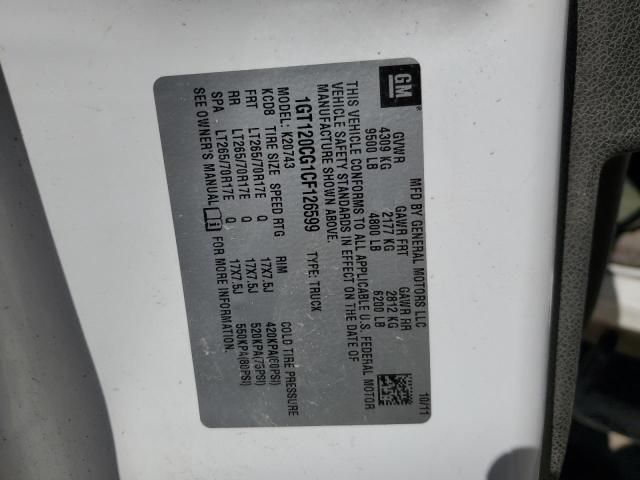 GM
MFD BY GENERAL MOTORS LLC 10/11
GVWR GAWR FRT GAWR RR
4309 KG 2177 KG 2812 KG
9500 LB 4800 LB 6200 LB
THIS VEHICLE CONFORMS TO ALL APPLICABLE U.S. FEDERAL MOTOR
VEHICLE SAFETY STANDARDS IN EFFECT ON THE DATE OF
MANUFACTURE SHOWN ABOVE.
1GT120CG1CF126599 TYPE: TRUCK
MODEL: K20743
KCD8 TIRE SIZE SPEED RTG RIM COLD TIRE PRESSURE
FRT LT265/70R17E Q 17X7.5J 420KPA(60PSI)
RR LT265/70R17E Q 17X7.5J 520KPA(75PSI)
SPA LT265/70R17E Q 17X7.5J 550KPA(80PSI)
SEE OWNER'S MANUAL FOR MORE INFORMATION.